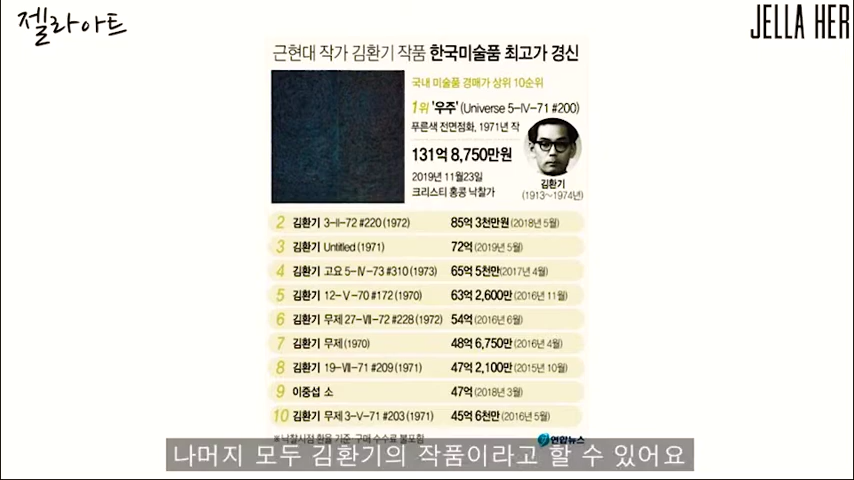 젤라아트
JELLA HER
근현대 작가 김환기 작품 한국미술품 최고가 경신
국내 미술품 경매가 상위 10순위
1위 '우주' (Universe 5-Ⅳ-71 #200)
푸른색 전면점화, 1971년 작
131억 8,750만원
2019년 11월23일
크리스티 홍콩 낙찰가
김환기
(1913~1974년)
2 김환기 3-Ⅱ-72 #220 (1972) 85억 3천만원 (2018년 5월)
3 김환기 Untitled (1971) 72억 (2019년 5월)
4 김환기 고요 5-Ⅳ-73 #310 (1973) 65억 5천만 (2017년 4월)
5 김환기 12-Ⅴ-70 #172 (1970) 63억 2,600만 (2016년 11월)
6 김환기 무제 27-Ⅶ-72 #228 (1972) 54억 (2016년 6월)
7 김환기 무제 (1970) 48억 6,750만 (2016년 4월)
8 김환기 19-Ⅶ-71 #209 (1971) 47억 2,100만 (2015년 10월)
9 이중섭 소 47억 (2018년 3월)
10 김환기 무제 3-Ⅴ-71 #203 (1971) 45억 6천만 (2016년 5월)
※낙찰시점 환율 기준·구매 수수료 불포함
연합뉴스
나머지 모두 김환기의 작품이라고 할 수 있어요